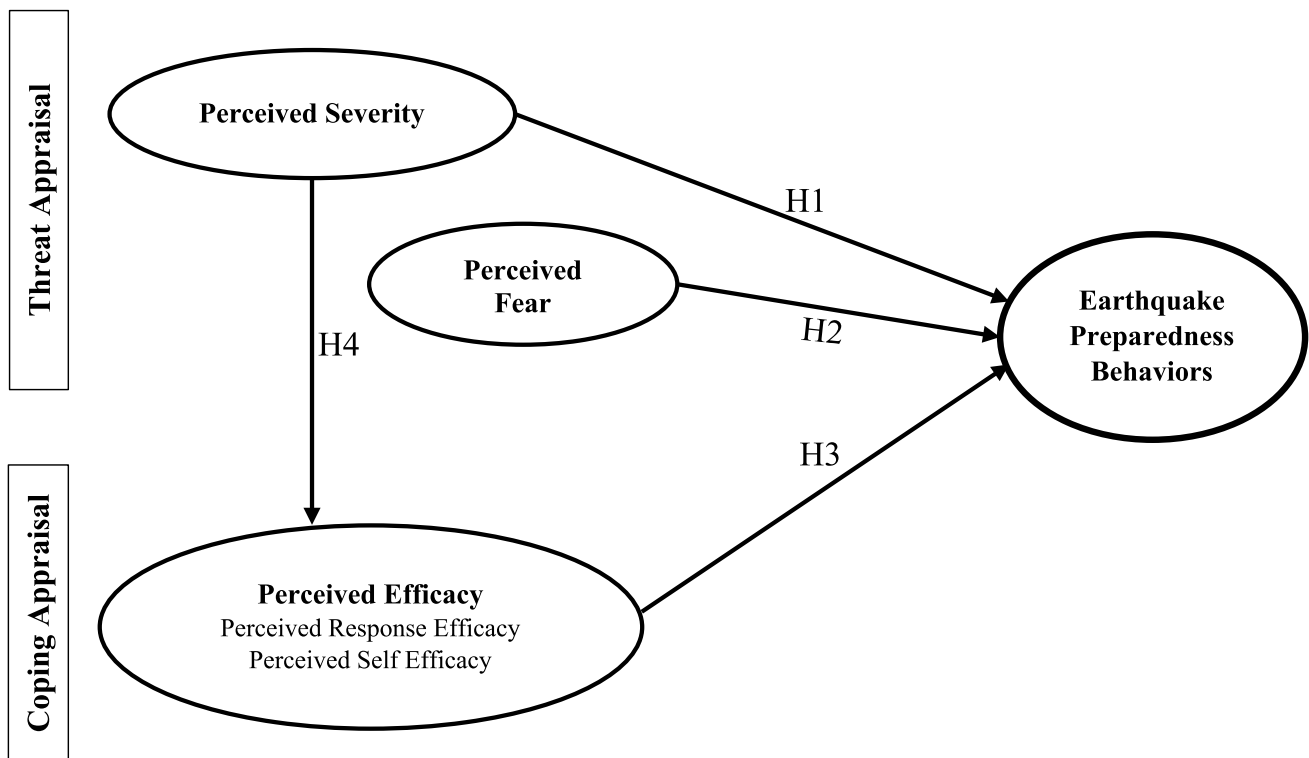 Threat Appraisal
Perceived Severity
H1
Perceived
Fear
H2
Earthquake
Preparedness
Behaviors
H4
H3
Coping Appraisal
Perceived Efficacy
Perceived Response Efficacy
Perceived Self Efficacy